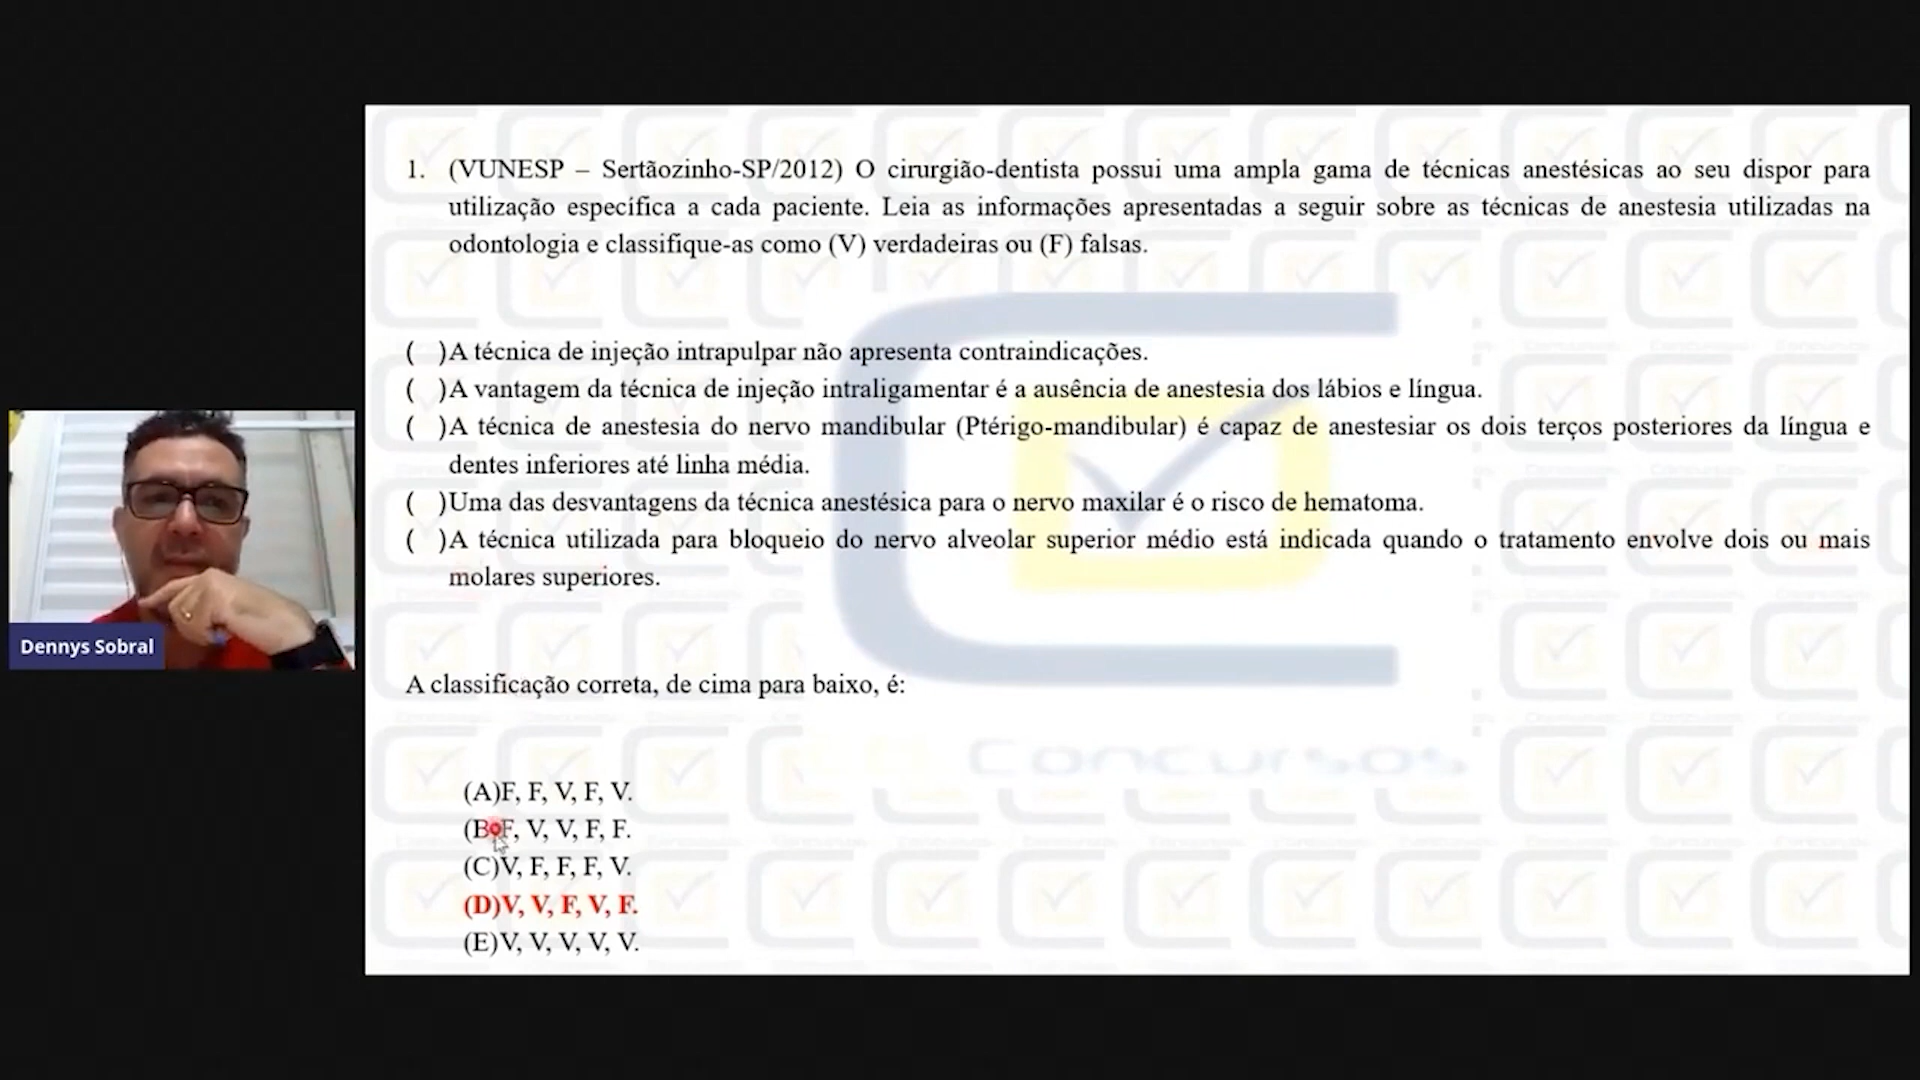 1. (VUNESP – Sertãozinho-SP/2012) O cirurgião-dentista possui uma ampla gama de técnicas anestésicas ao seu dispor para
utilização específica a cada paciente. Leia as informações apresentadas a seguir sobre as técnicas de anestesia utilizadas na
odontologia e classifique-as como (V) verdadeiras ou (F) falsas.
( )A técnica de injeção intrapulpar não apresenta contraindicações.
( )A vantagem da técnica de injeção intraligamentar é a ausência de anestesia dos lábios e língua.
( )A técnica de anestesia do nervo mandibular (Ptérigo-mandibular) é capaz de anestesiar os dois terços posteriores da língua e
dentes inferiores até linha média.
( )Uma das desvantagens da técnica anestésica para o nervo maxilar é o risco de hematoma.
( )A técnica utilizada para bloqueio do nervo alveolar superior médio está indicada quando o tratamento envolve dois ou mais
molares superiores.
Dennys Sobral
A classificação correta, de cima para baixo, é:
Concursos
(A)F, F, V, F, V.
(B)F, V, V, F, F.
(C)V, F, F, F, V.
(D)V, V, F, V, F.
(E)V, V, V, V, V.